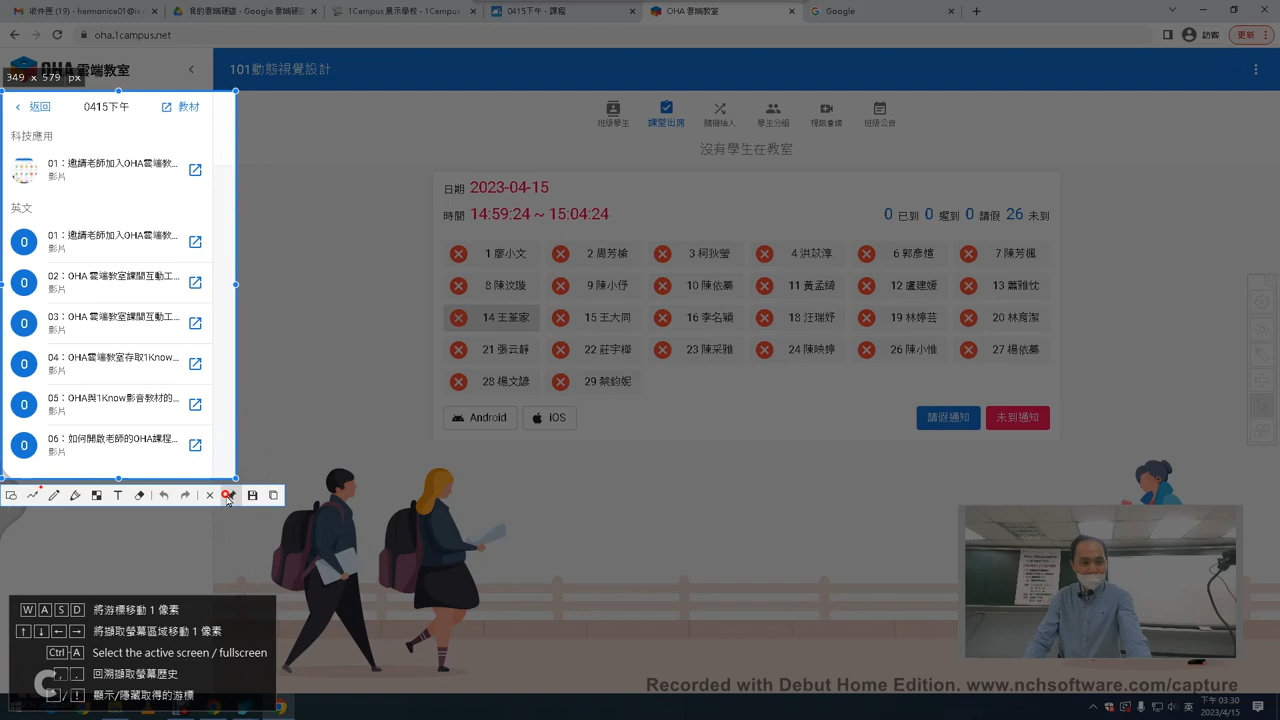 收件匣 (19) - harmonica01@is.
我的雲端硬碟 - Google 雲端硬
1Campus 展示學校 - 1Campus
0415下午 - 課程
OHA 雲端教室
Google
oha.1campus.net
訪客
更新
OHA 雲端教室
349 x 579 px
101動態視覺設計
返回
0415下午
教材
科技應用
01：邀請老師加入OHA雲端教...
影片
英文
0
01：邀請老師加入OHA雲端教...
影片
0
02：OHA 雲端教室課間互動工...
影片
0
03：OHA 雲端教室課間互動工...
影片
0
04：OHA雲端教室存取1Know...
影片
0
05：OHA與1Know影音教材的...
影片
0
06：如何開啟老師的OHA課程...
影片
班級學生
課堂出席
隨機抽人
學生分組
視訊會議
班級公告
沒有學生在教室
日期 2023-04-15
時間 14:59:24 ~ 15:04:24
0 已到 0 遲到 0 請假 26 未到
1 廖小文
2 周芳榆
3 柯狄瑩
4 洪苡淳
6 郭彥媗
7 陳芳楓
8 陳汶璇
9 陳小伃
10 陳依蓁
11 黃孟綺
12 盧建媛
13 蕭雅忱
14 王荃家
15 王大同
16 李名穎
18 汪瑞妤
19 林婷芸
20 林育潔
21 張云靜
22 莊宇樺
23 陳采雅
24 陳映婷
26 陳小惟
27 楊依蓁
28 楊文諺
29 蔡鈞妮
Android
iOS
請假通知
未到通知
W A S D 將游標移動 1 像素
↑ ↓ ← → 將擷取螢幕區域移動 1 像素
Ctrl-A Select the active screen / fullscreen
, . 回溯擷取螢幕歷史
/ ! 顯示/隱藏取得的游標
Recorded with Debut Home Edition. www.nchsoftware.com/capture
英
下午 03:30
2023/4/15